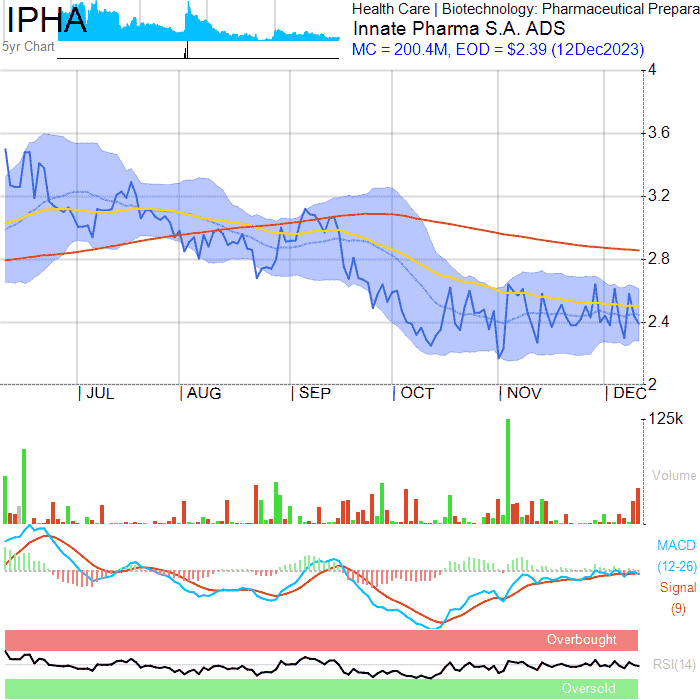 IPHA
5yr Chart
Health Care | Biotechnology: Pharmaceutical Prepara
Innate Pharma S.A. ADS
MC = 200.4M, EOD = $2.39 (12Dec2023)
4
3.6
3.2
2.8
2.4
2
| JUL | AUG | SEP | OCT | NOV | DEC
125k
Volume
MACD
(12-26)
Signal
(9)
Overbought
RSI(14)
Oversold